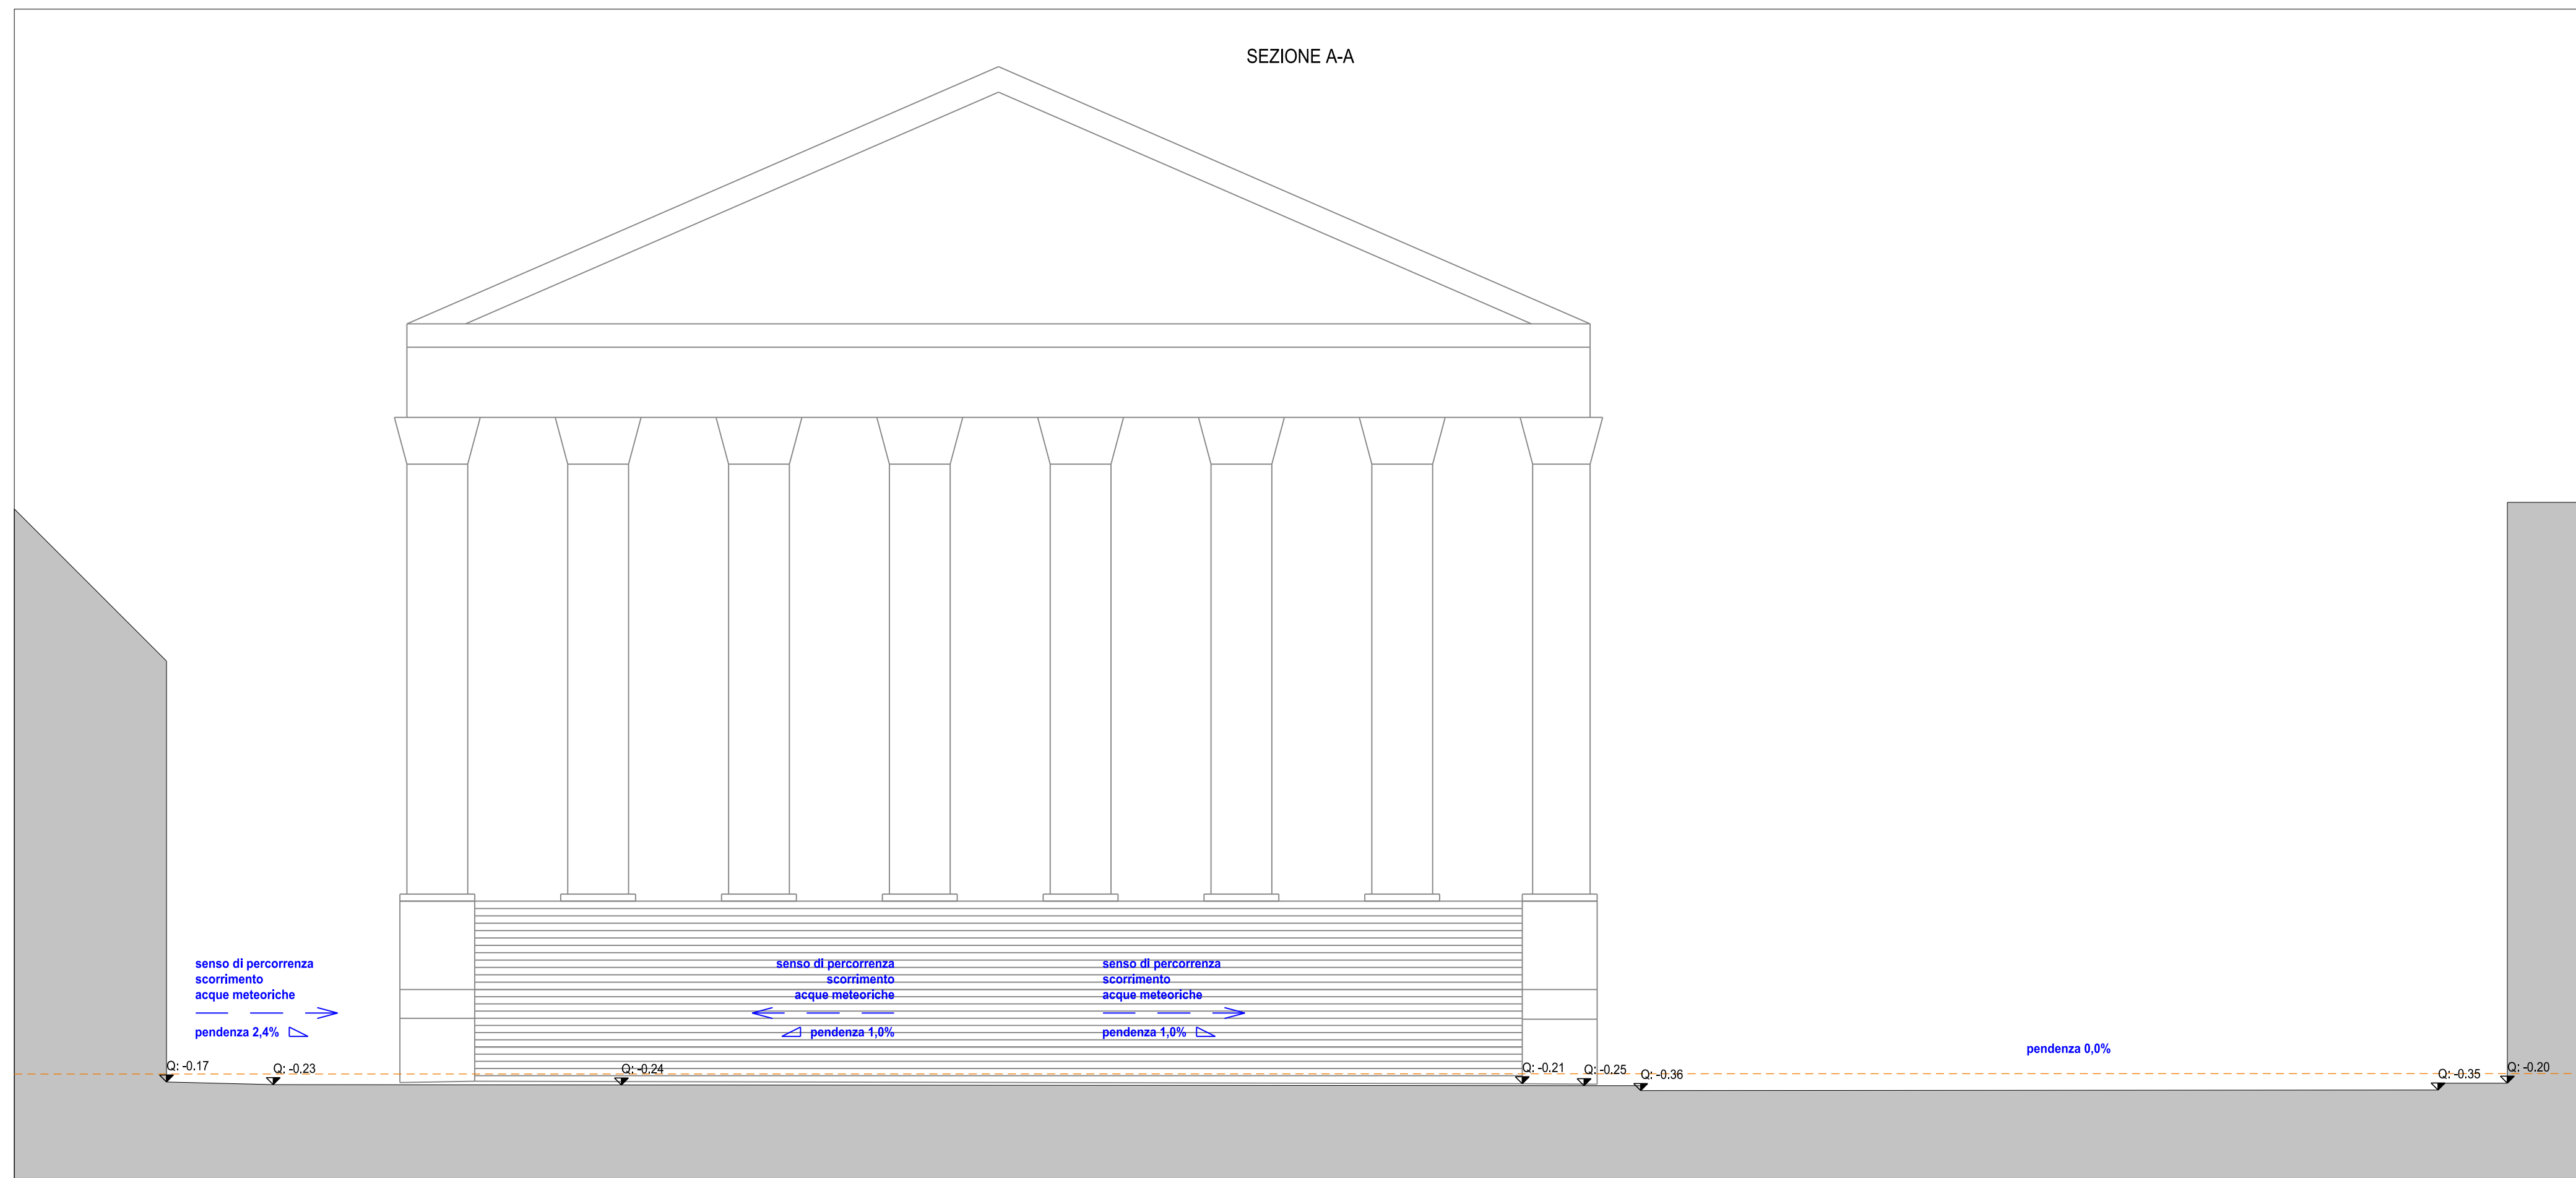 SEZIONE A-A
senso di percorrenza
scorrimento
acque meteoriche
pendenza 2,4%
senso di percorrenza
scorrimento
acque meteoriche
pendenza 1,0%
senso di percorrenza
scorrimento
acque meteoriche
pendenza 1,0%
pendenza 0,0%
Q: -0.17
Q: -0.23
Q: -0.24
Q: -0.21
Q: -0.25
Q: -0.36
Q: -0.35
Q: -0.20